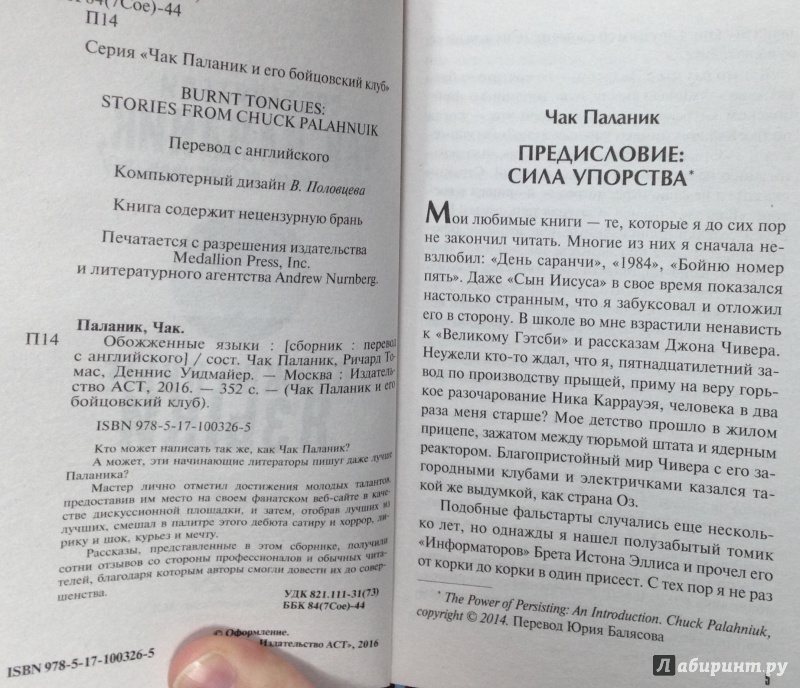 84(7Сое)-44
П14
Серия «Чак Паланик и его бойцовский клуб»
BURNT TONGUES:
STORIES FROM CHUCK PALAHNUIK
Перевод с английского
Компьютерный дизайн В. Половцева
Книга содержит нецензурную брань
Печатается с разрешения издательства
Medallion Press, Inc.
и литературного агентства Andrew Nurnberg.
Паланик, Чак.
П14 Обожженные языки : [сборник : перевод
с английского] / сост. Чак Паланик, Ричард То-
мас, Деннис Уидмайер. — Москва : Издатель-
ство АСТ, 2016. — 352 с. — (Чак Паланик и его
бойцовский клуб).
ISBN 978-5-17-100326-5
Кто может написать так же, как Чак Паланик?
А может, эти начинающие литераторы пишут даже лучше
Паланика?
Мастер лично отметил достижения молодых талантов,
предоставив им место на своем фанатском веб-сайте в каче-
стве дискуссионной площадки, и затем, отобрав лучших из
лучших, смешал в палитре этого дебюта сатиру и хоррор, ли-
рику и шок, курьез и мечту.
Рассказы, представленные в этом сборнике, получили
сотни отзывов со стороны профессионалов и обычных чита-
телей, благодаря которым авторы смогли довести их до совер-
шенства.
УДК 821.111-31(73)
ББК 84(7Сое)-44
© Оформление.
Издательство АСТ», 2016
ISBN 978-5-17-100326-5
Чак Паланик
ПРЕДИСЛОВИЕ:
СИЛА УПОРСТВА*
Мои любимые книги — те, которые я до сих пор
не закончил читать. Многие из них я сначала не-
взлюбил: «День саранчи», «1984», «Бойню номер
пять». Даже «Сын Иисуса» в свое время показался
настолько странным, что я забуксовал и отложил
его в сторону. В школе во мне взрастили ненависть
к «Великому Гэтсби» и рассказам Джона Чивера.
Неужели кто-то ждал, что я, пятнадцатилетний за-
вод по производству прыщей, приму на веру горь-
кое разочарование Ника Каррауэя, человека в два
раза меня старше? Мое детство прошло в жилом
прицепе, зажатом между тюрьмой штата и ядерным
реактором. Благопристойный мир Чивера с его за-
городными клубами и электричками казался та-
кой же выдумкой, как страна Оз.
Подобные фальстарты случались еще несколь-
ко лет, но однажды я нашел полузабытый томик
«Информаторов» Брета Истона Эллиса и прочел его
от корки до корки в один присест. С тех пор я не раз
* The Power of Persisting: An Introduction. Chuck Palahniuk,
copyright © 2014. Перевод Юрия Балясова
5
Лабиринт.ру